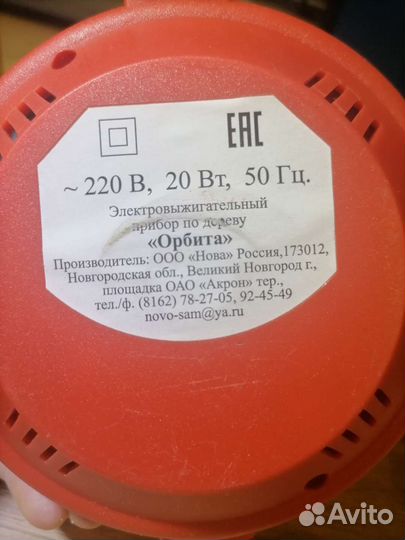 EAC
~ 220 В, 20 Вт, 50 Гц.
Электровыжигательный
прибор по дереву
«Орбита»
Производитель: ООО «Нова» Россия,173012,
Новгородская обл., Великий Новгород г.,
площадка ОАО «Акрон» тер.,
тел./ф. (8162) 78-27-05, 92-45-49
novo-sam@ya.ru
Avito